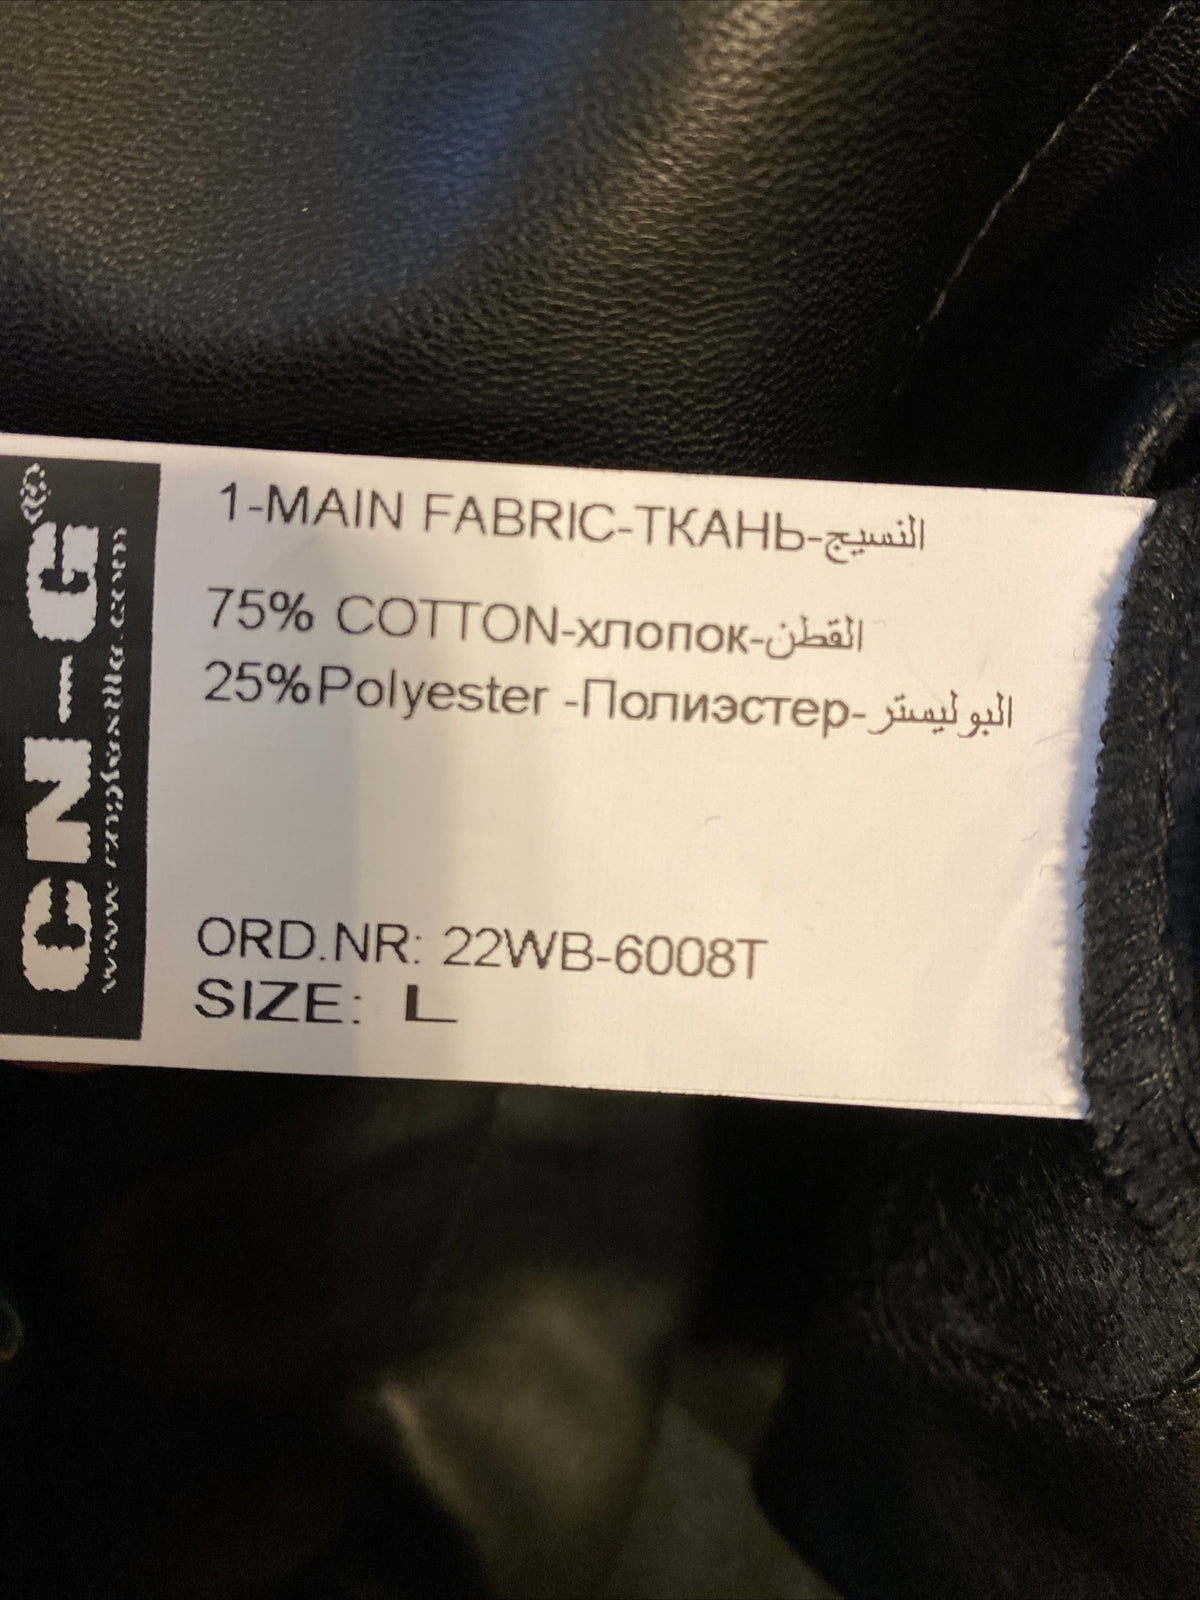 CN-G®
1-MAIN FABRIC-ТКАНЬ-النسيج
75% COTTON-хлопок-القطن
25%Polyester -Полиэстер-البوليستر
ORD.NR: 22WB-6008T
SIZE: L